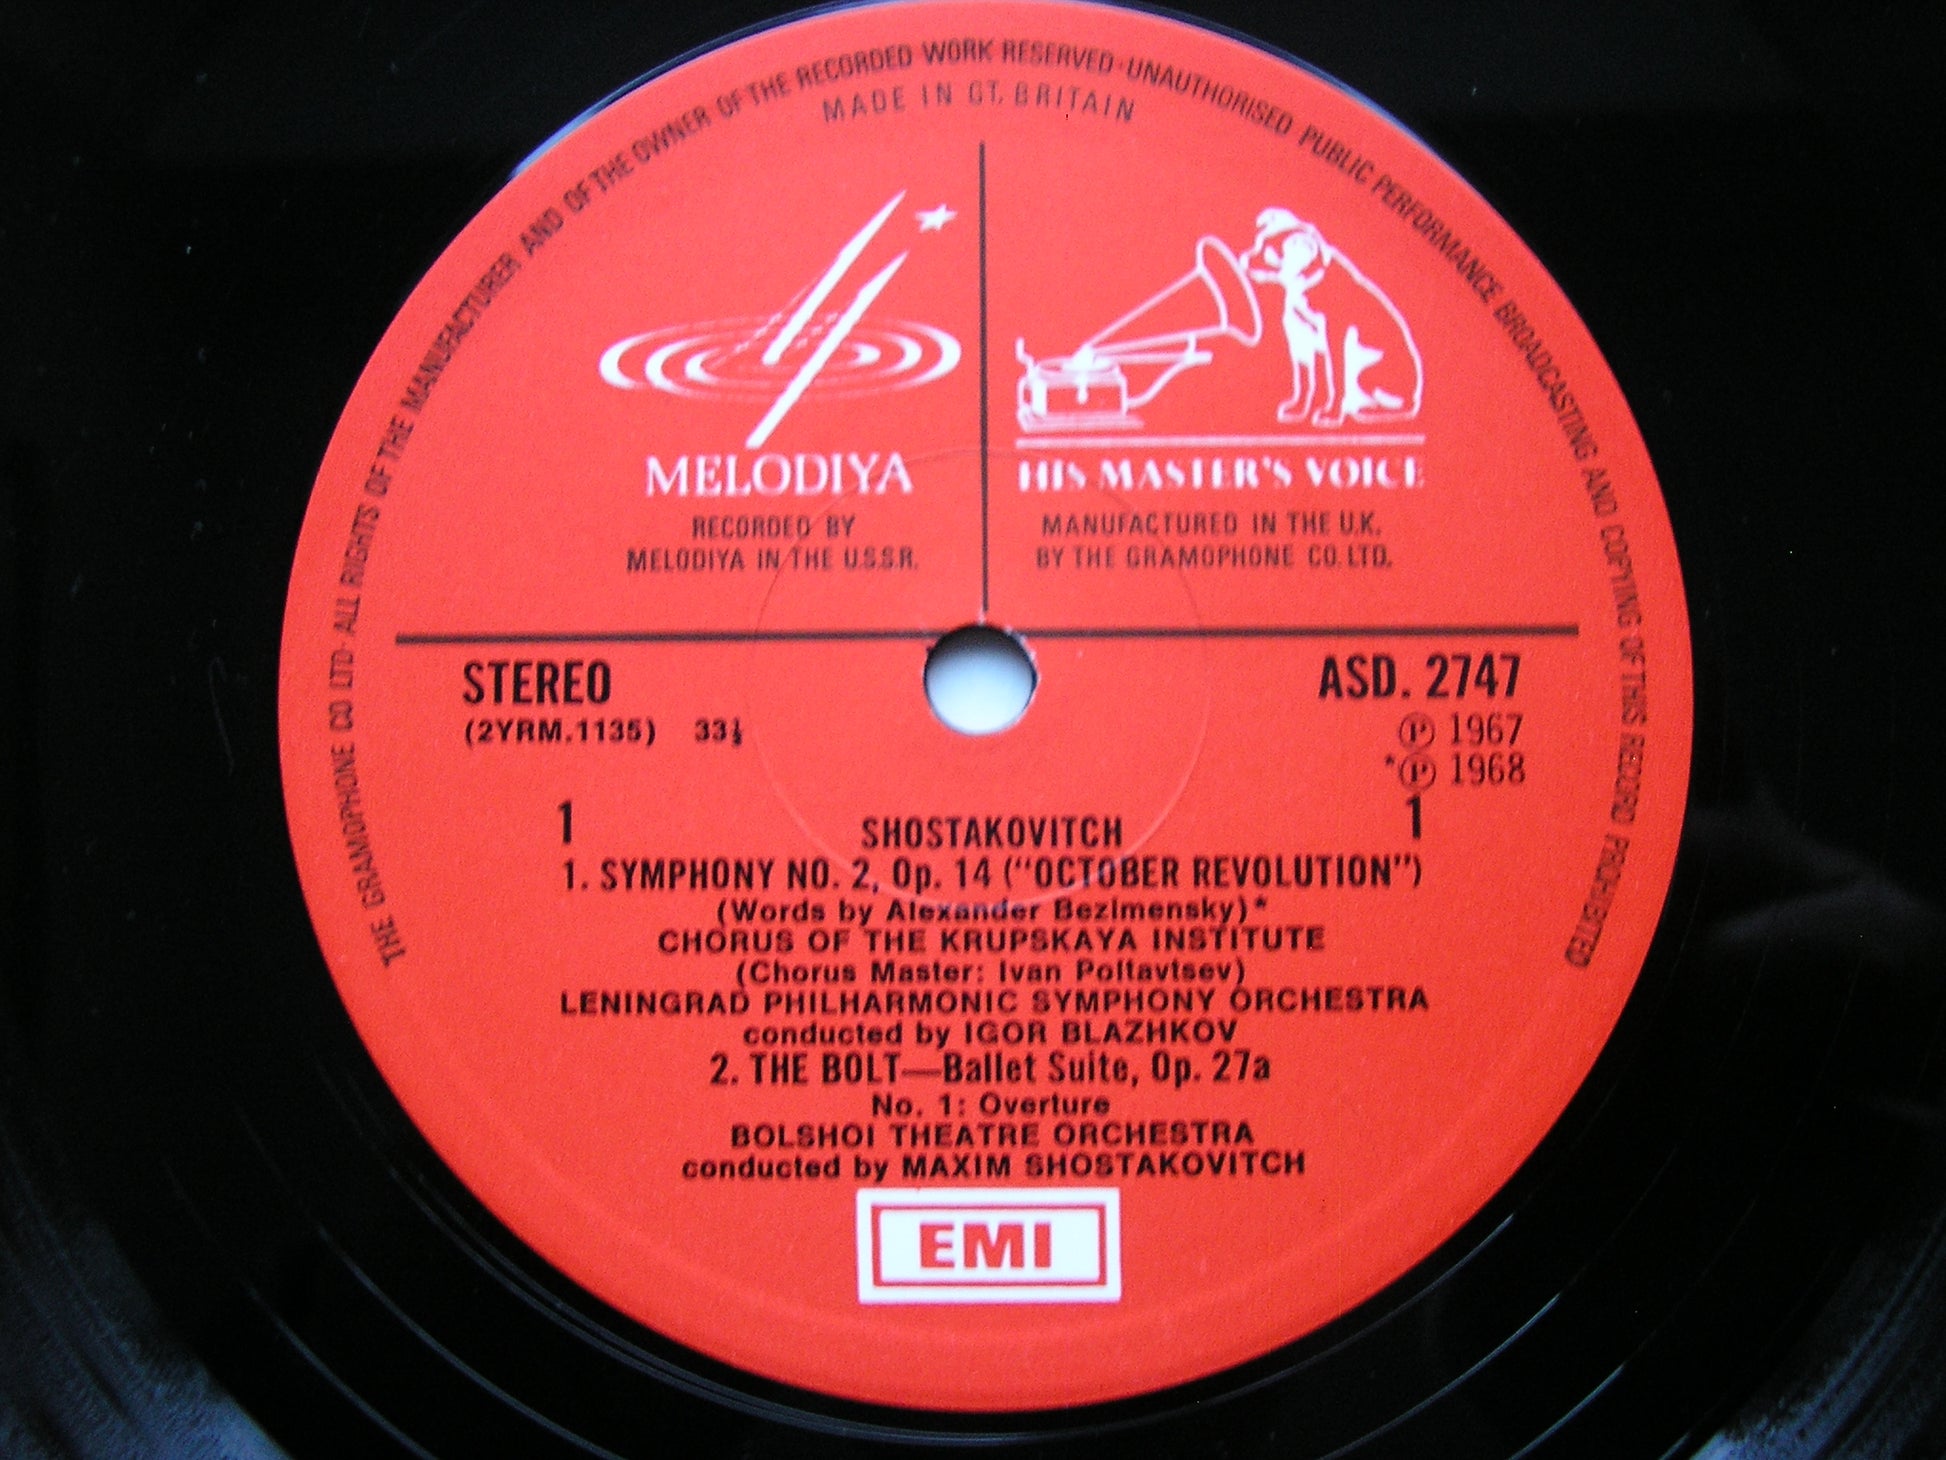 THE GRAMOPHONE CO LTD·ALL RIGHTS OF THE MANUFACTURER AND OF THE OWNER OF THE RECORDED WORK RESERVED·UNAUTHORISED PUBLIC PERFORMANCE BROADCASTING AND COPYING OF THIS RECORD PROHIBITED
MADE IN GT. BRITAIN
MELODIYA
RECORDED BY
MELODIYA IN THE U.S.S.R.
HIS MASTER'S VOICE
MANUFACTURED IN THE U.K.
BY THE GRAMOPHONE CO. LTD.
STEREO
(2YRM.1135) 33⅓
ASD. 2747
Ⓟ 1967
*Ⓟ 1968
1 1
SHOSTAKOVITCH
1. SYMPHONY NO. 2, Op. 14 ("OCTOBER REVOLUTION")
(Words by Alexander Bezimensky)*
CHORUS OF THE KRUPSKAYA INSTITUTE
(Chorus Master: Ivan Poltavtsev)
LENINGRAD PHILHARMONIC SYMPHONY ORCHESTRA
conducted by IGOR BLAZHKOV
2. THE BOLT—Ballet Suite, Op. 27a
No. 1: Overture
BOLSHOI THEATRE ORCHESTRA
conducted by MAXIM SHOSTAKOVITCH
EMI